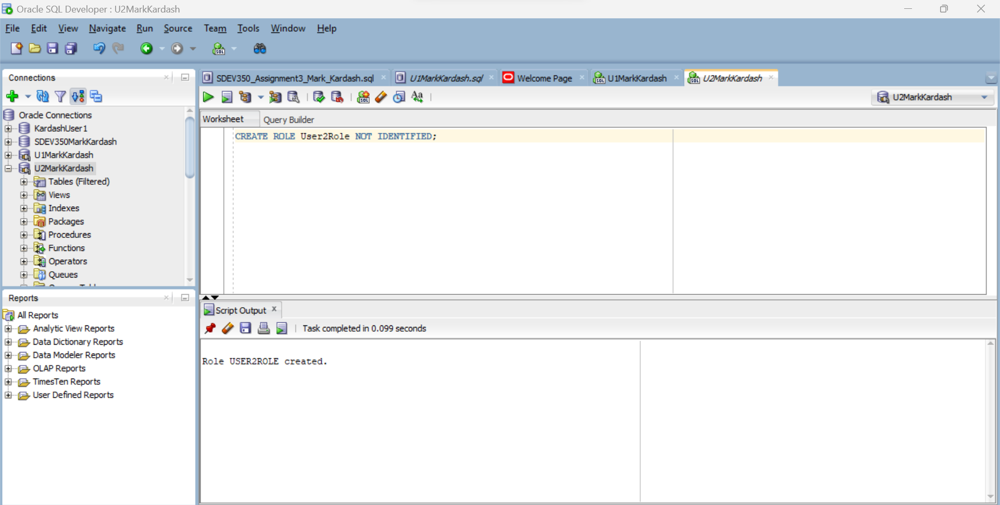 Oracle SQL Developer : U2MarkKardash
File Edit View Navigate Run Source Team Tools Window Help
Connections
Oracle Connections
KardashUser1
SDEV350MarkKardash
U1MarkKardash
U2MarkKardash
Tables (Filtered)
Views
Indexes
Packages
Procedures
Functions
Operators
Queues
Reports
All Reports
Analytic View Reports
Data Dictionary Reports
Data Modeler Reports
OLAP Reports
TimesTen Reports
User Defined Reports
SDEV350_Assignment3_Mark_Kardash.sql U1MarkKardash.sql Welcome Page U1MarkKardash U2MarkKardash
U2MarkKardash
Worksheet Query Builder
CREATE ROLE User2Role NOT IDENTIFIED;
Script Output
Task completed in 0.099 seconds
Role USER2ROLE created.